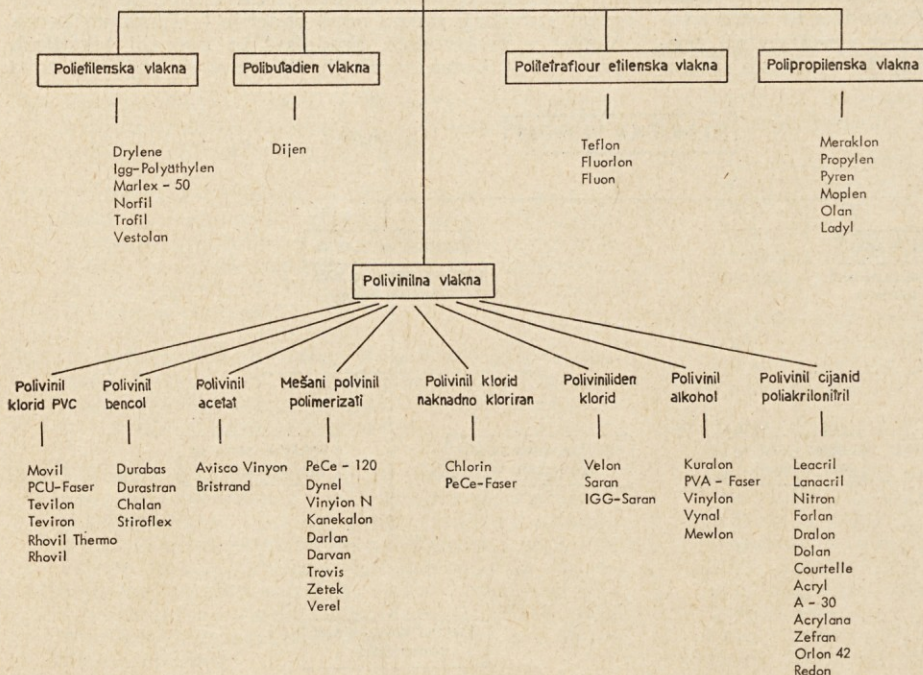 Polietilenska vlakna
Drylene
Igg-Polyäthylen
Marlex - 50
Norfil
Trofil
Vestolan
Polibutadien vlakna
Dijen
Politetraflour etilenska vlakna
Teflon
Fluorlon
Fluon
Polipropilenska vlakna
Meraklon
Propylen
Pyren
Moplen
Olan
Ladyl
Polivinilna vlakna
Polivinil
klorid PVC
Movil
PCU-Faser
Tevilon
Teviron
Rhovil Thermo
Rhovil
Polivinil
bencol
Durabas
Durastran
Chalan
Stiroflex
Polivinil
acetat
Avisco Vinyon
Bristrand
Mešani polvinil
polimerizati
PeCe - 120
Dynel
Vinyion N
Kanekalon
Darlan
Darvan
Trovis
Zetek
Verel
Polivinil klorid
naknadno kloriran
Chlorin
PeCe-Faser
Poliviniliden
klorid
Velon
Saran
IGG-Saran
Polivinil
alkohol
Kuralon
PVA - Faser
Vinylon
Vynal
Mewlon
Polivinil cijanid
poliakrilonitril
Leacril
Lanacril
Nitron
Forlan
Dralon
Dolan
Courtelle
Acryl
A - 30
Acrylana
Zefran
Orlon 42
Redon